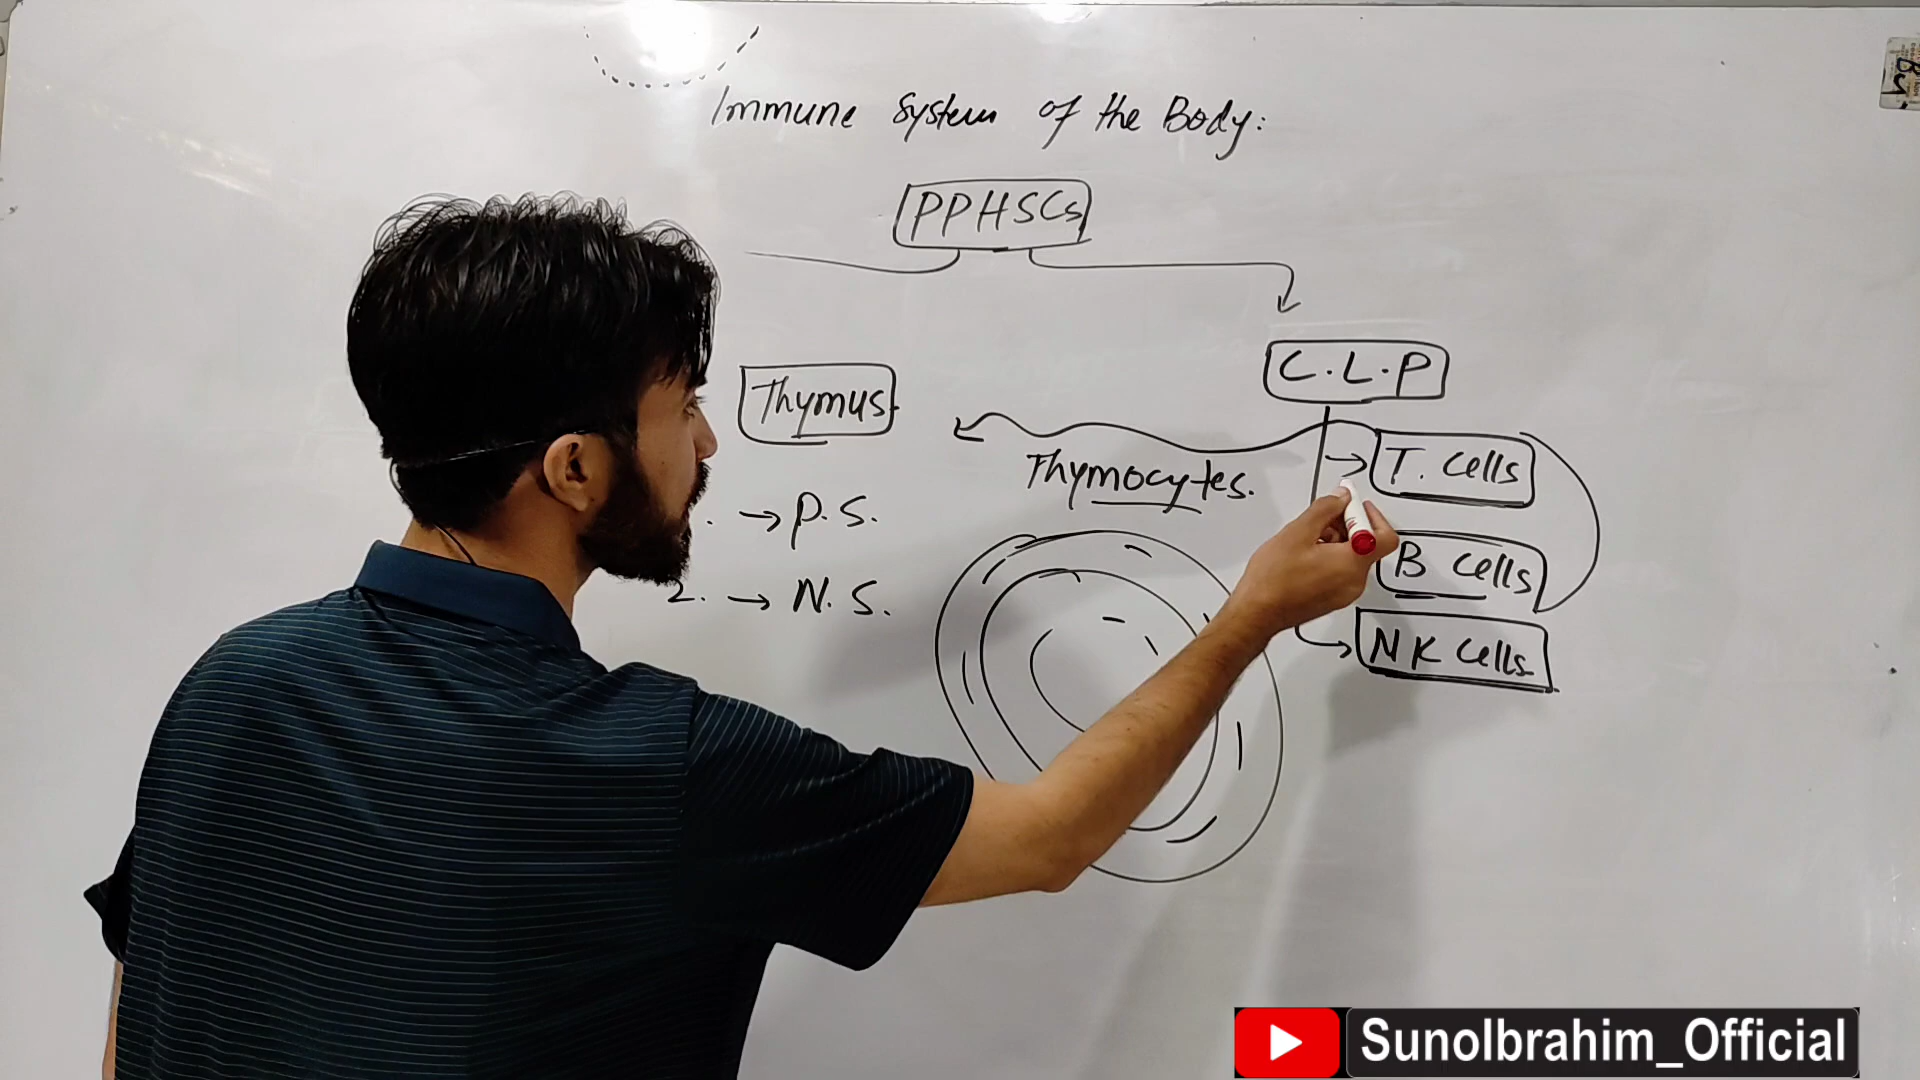 Immune System of the Body:
PPHSCs
C.L.P
Thymus
T. Cells
Thymocytes.
→ P.S.
B Cells
2. → N.S.
NK Cells
SunoIbrahim_Official